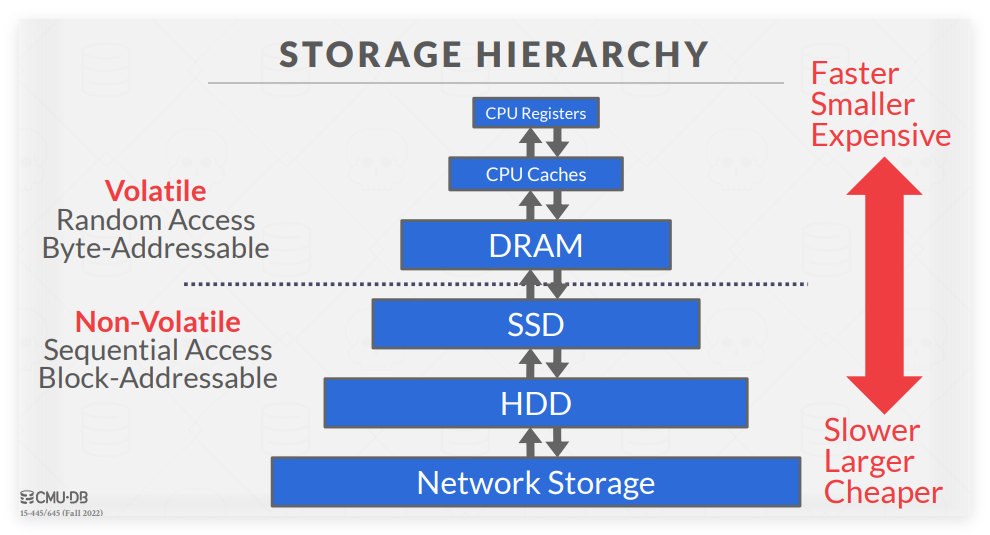 STORAGE HIERARCHY
Faster
Smaller
Expensive
CPU Registers
CPU Caches
Volatile
Random Access
Byte-Addressable
DRAM
Non-Volatile
Sequential Access
Block-Addressable
SSD
HDD
Network Storage
Slower
Larger
Cheaper
CMU·DB
15-445/645 (Fall 2022)